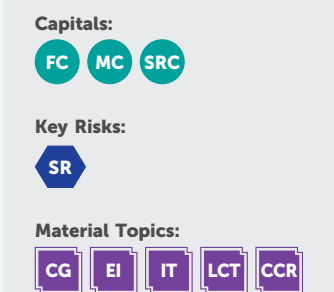 Capitals:
FC MC SRC
Key Risks:
SR
Material Topics:
CG EI IT LCT CCR